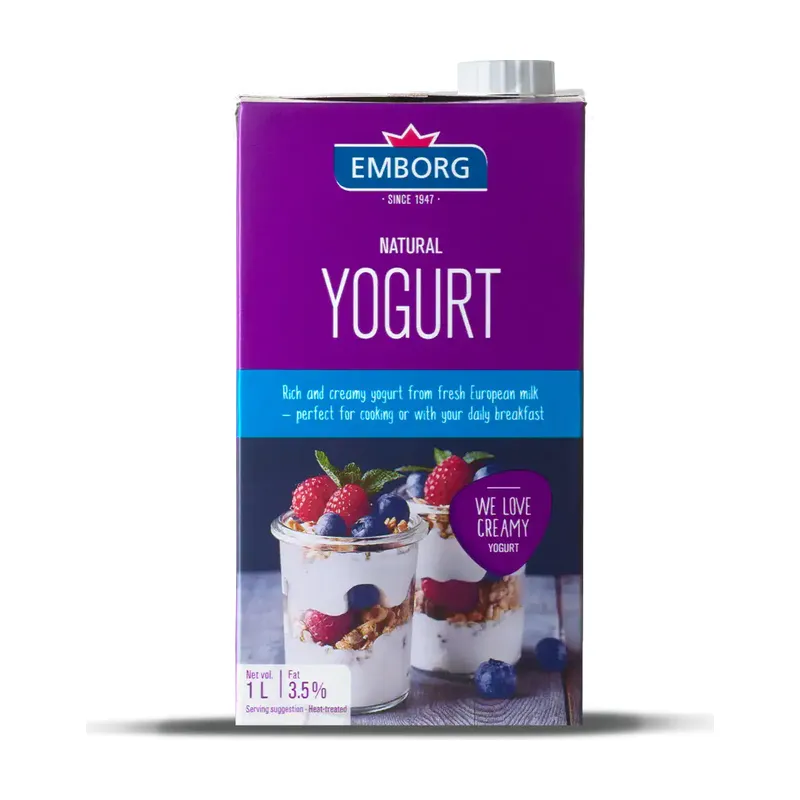 EMBORG
· SINCE 1947 ·
NATURAL
YOGURT
Rich and creamy yogurt from fresh European milk
– perfect for cooking or with your daily breakfast
WE LOVE
CREAMY
YOGURT
Net vol. | Fat
1 L | 3.5%
Serving suggestion - Heat-treated